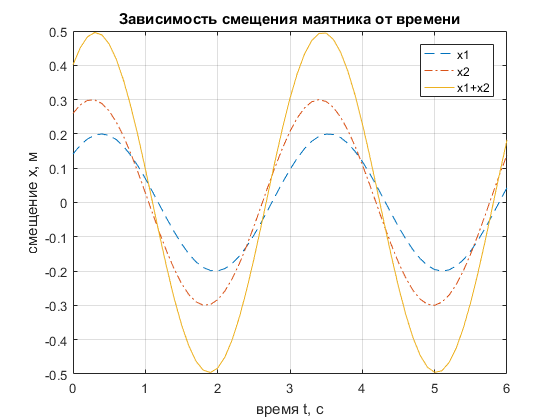 Зависимость смещения маятника от времени
x1
x2
x1+x2
0.5
0.4
0.3
0.2
0.1
0
-0.1
-0.2
-0.3
-0.4
-0.5
смещение x, м
0 1 2 3 4 5 6
время t, с